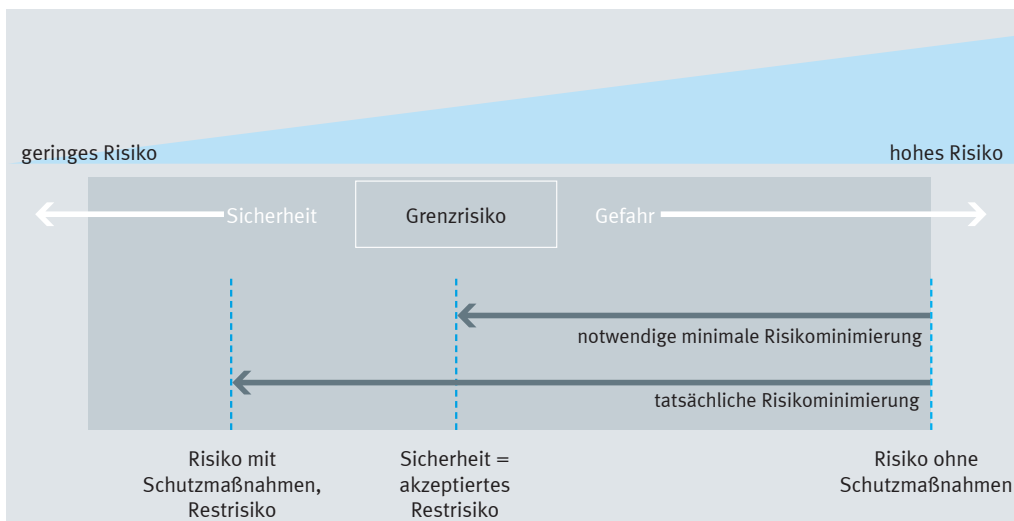 geringes Risiko
hohes Risiko
Sicherheit
Grenzrisiko
Gefahr
notwendige minimale Risikominimierung
tatsächliche Risikominimierung
Risiko mit
Schutzmaßnahmen,
Restrisiko
Sicherheit =
akzeptiertes
Restrisiko
Risiko ohne
Schutzmaßnahmen